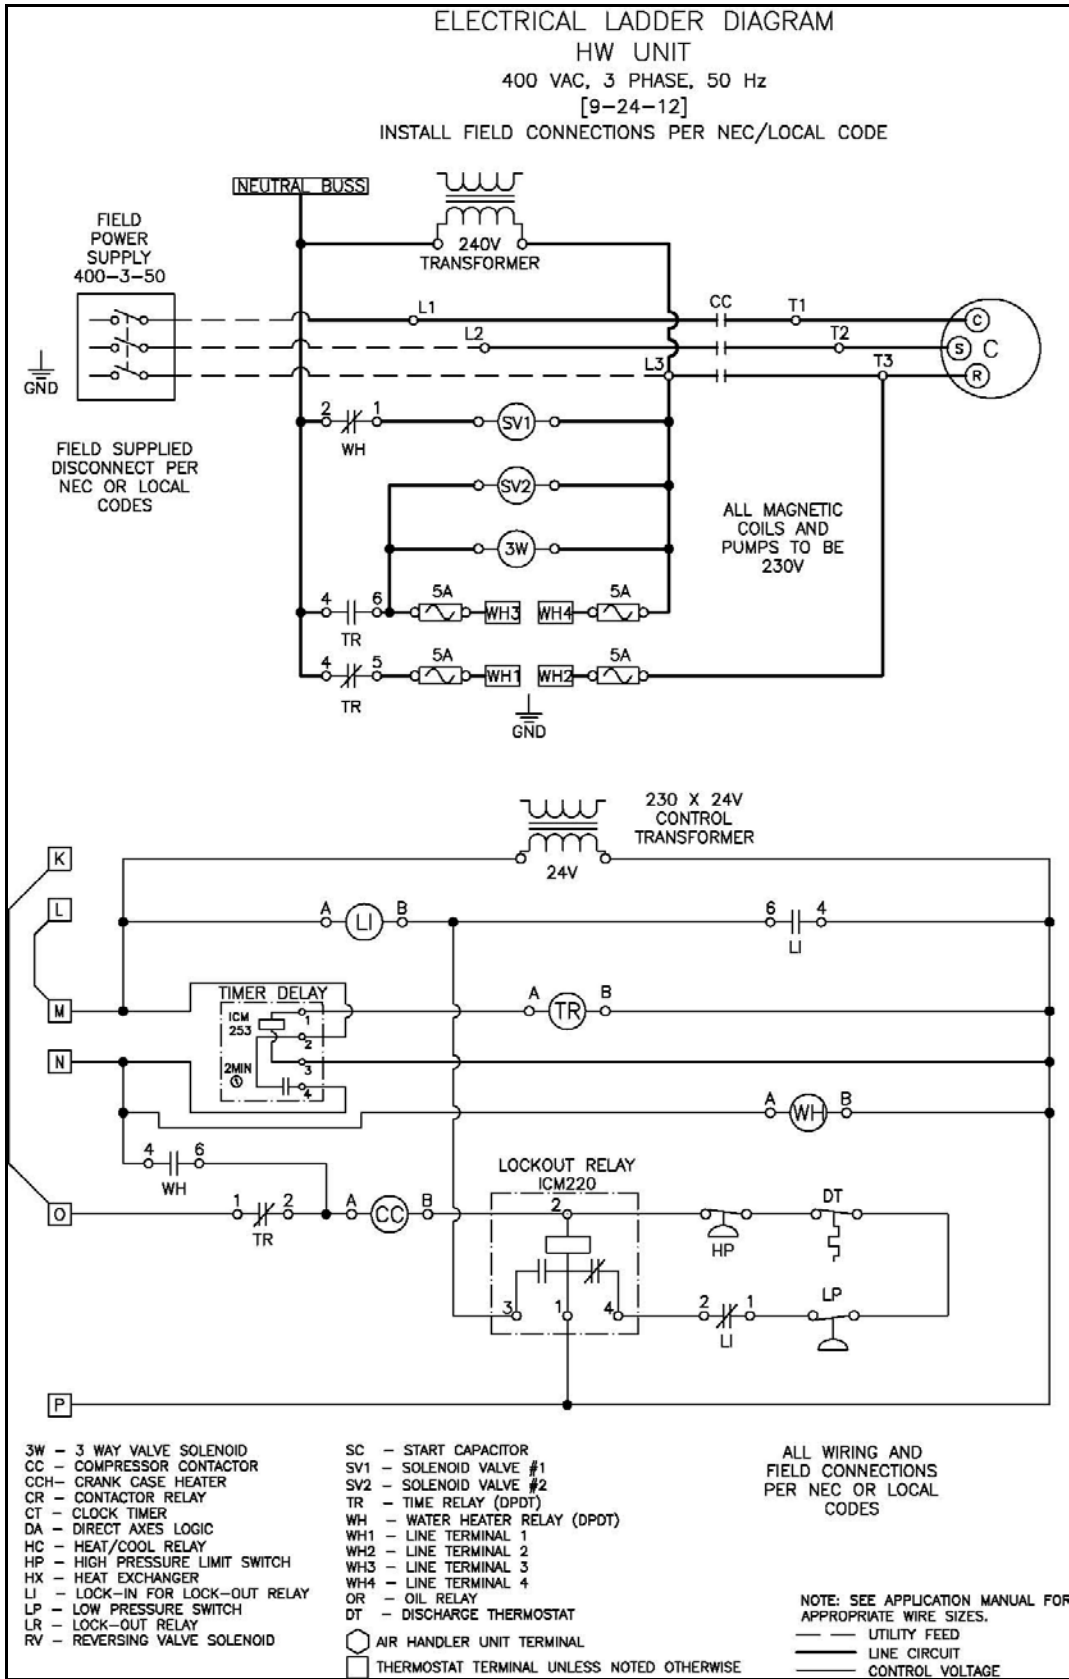 ELECTRICAL LADDER DIAGRAM
HW UNIT
400 VAC, 3 PHASE, 50 Hz
[9-24-12]
INSTALL FIELD CONNECTIONS PER NEC/LOCAL CODE
NEUTRAL BUSS
FIELD
POWER
SUPPLY
400-3-50
240V
TRANSFORMER
L1
CC
T1
C
L2
T2
S
C
L3
T3
R
GND
2
1
SV1
WH
FIELD SUPPLIED
DISCONNECT PER
NEC OR LOCAL
CODES
SV2
3W
ALL MAGNETIC
COILS AND
PUMPS TO BE
230V
4
6
5A
WH3
WH4
5A
TR
4
5
5A
WH1
WH2
5A
TR
GND
230 X 24V
CONTROL
TRANSFORMER
24V
K
L
A
LI
B
6
4
LI
M
TIMER DELAY
ICM
253
1
2
2MIN
3
4
A
TR
B
N
A
WH
B
4
6
WH
LOCKOUT RELAY
ICM220
O
1
2
TR
A
CC
B
2
HP
DT
3
1
4
2
1
LI
LP
P
3W - 3 WAY VALVE SOLENOID
CC - COMPRESSOR CONTACTOR
CCH- CRANK CASE HEATER
CR - CONTACTOR RELAY
CT - CLOCK TIMER
DA - DIRECT AXES LOGIC
HC - HEAT/COOL RELAY
HP - HIGH PRESSURE LIMIT SWITCH
HX - HEAT EXCHANGER
LI - LOCK-IN FOR LOCK-OUT RELAY
LP - LOW PRESSURE SWITCH
LR - LOCK-OUT RELAY
RV - REVERSING VALVE SOLENOID
SC - START CAPACITOR
SV1 - SOLENOID VALVE #1
SV2 - SOLENOID VALVE #2
TR - TIME RELAY (DPDT)
WH - WATER HEATER RELAY (DPDT)
WH1 - LINE TERMINAL 1
WH2 - LINE TERMINAL 2
WH3 - LINE TERMINAL 3
WH4 - LINE TERMINAL 4
OR - OIL RELAY
DT - DISCHARGE THERMOSTAT
AIR HANDLER UNIT TERMINAL
THERMOSTAT TERMINAL UNLESS NOTED OTHERWISE
ALL WIRING AND
FIELD CONNECTIONS
PER NEC OR LOCAL
CODES
NOTE: SEE APPLICATION MANUAL FOR
APPROPRIATE WIRE SIZES.
UTILITY FEED
LINE CIRCUIT
CONTROL VOLTAGE